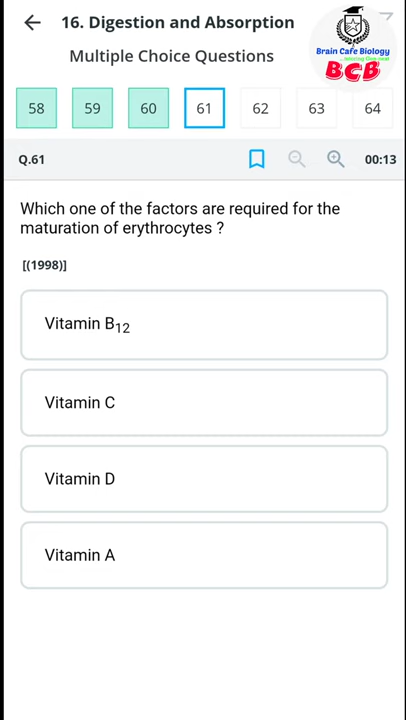 16. Digestion and Absorption
Multiple Choice Questions
Brain Cafe Biology
BCB
58 59 60 61 62 63 64
Q.61 00:13
Which one of the factors are required for the
maturation of erythrocytes ?
[(1998)]
Vitamin B₁₂
Vitamin C
Vitamin D
Vitamin A